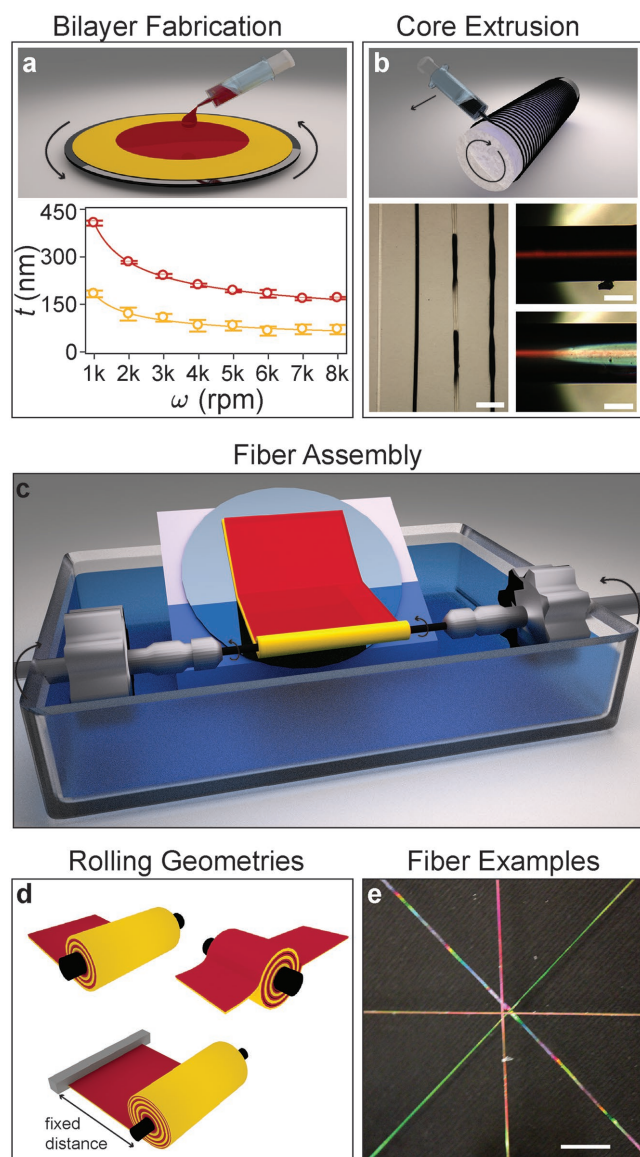 Bilayer Fabrication
Core Extrusion
a
b
450
300
150
0
t (nm)
1k 2k 3k 4k 5k 6k 7k 8k
ω (rpm)
Fiber Assembly
c
Rolling Geometries
Fiber Examples
d
e
fixed
distance